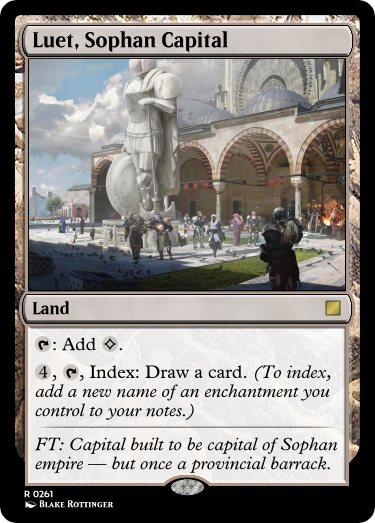 Luet, Sophan Capital
Land
: Add .
4, , Index: Draw a card. (To index,
add a new name of an enchantment you
control to your notes.)
FT: Capital built to be capital of Sophan
empire — but once a provincial barrack.
R 0261
Blake Rottinger